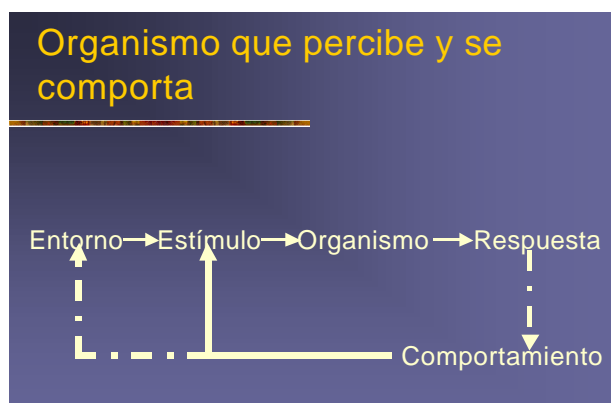 Organismo que percibe y se
comporta
Entorno Estímulo Organismo Respuesta
Comportamiento